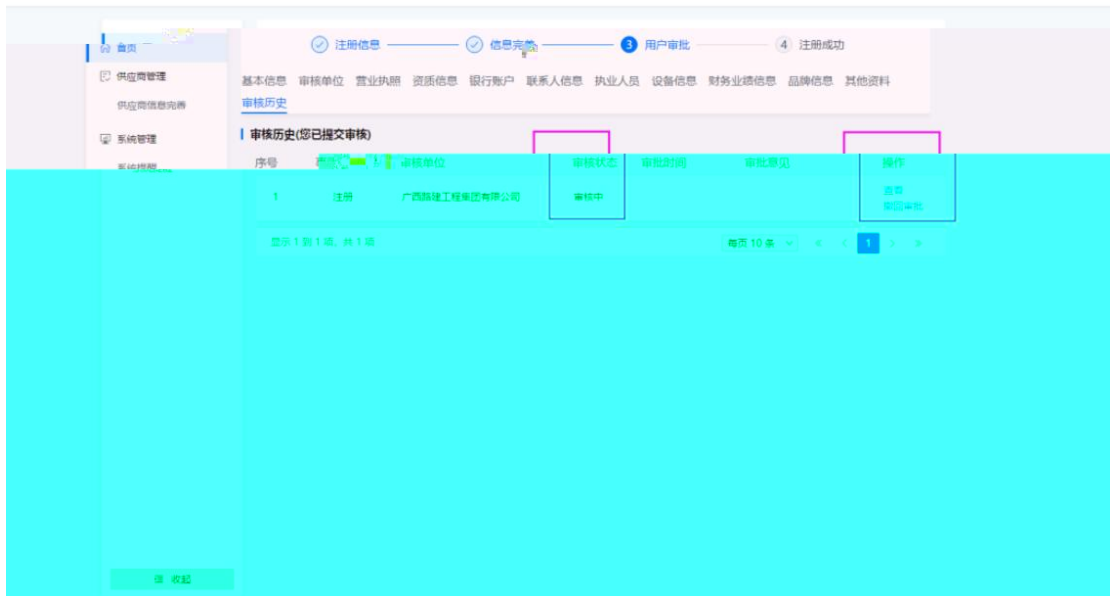 首页
注册信息
信息完善
3 用户审批
4 注册成功
供应商管理
供应商信息完善
基本信息 审核单位 营业执照 资质信息 银行账户 联系人信息 执业人员 设备信息 财务业绩信息 品牌信息 其他资料
审核历史
系统管理
系统提醒
审核历史(您已提交审核)
序号 审核单位 审核状态 审批时间 审批意见 操作
1 注册 广西路建工程集团有限公司 审核中 查看
撤回审批
显示 1 到 1 项, 共 1 项
每页 10 条 « < 1 > »
收起